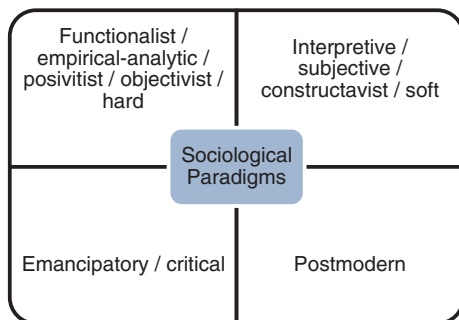 Functionalist /
empirical-analytic /
posivitist / objectivist /
hard
Interpretive /
subjective /
constructavist / soft
Sociological
Paradigms
Emancipatory / critical
Postmodern